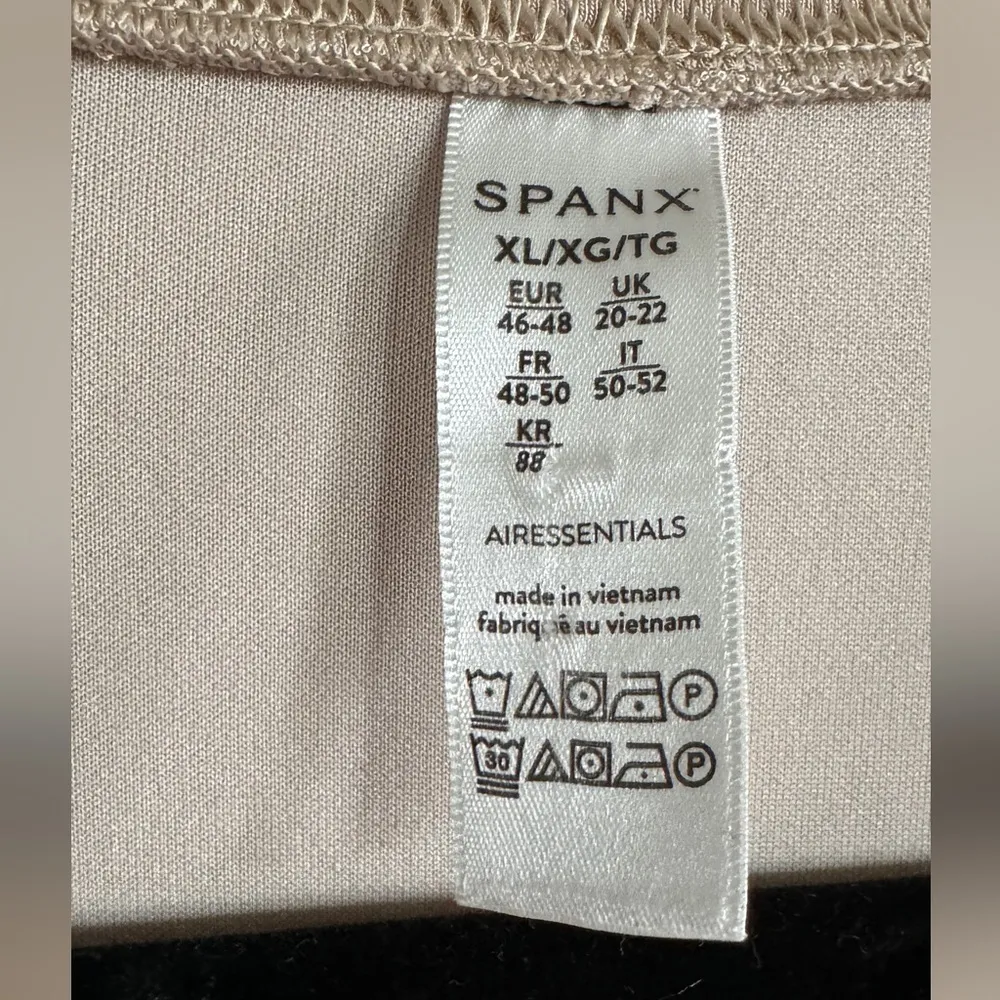 SPANX
XL/XG/TG
EUR UK
46-48 20-22
FR IT
48-50 50-52
KR
88
AIRESSENTIALS
made in vietnam
au vietnam
P
30 P